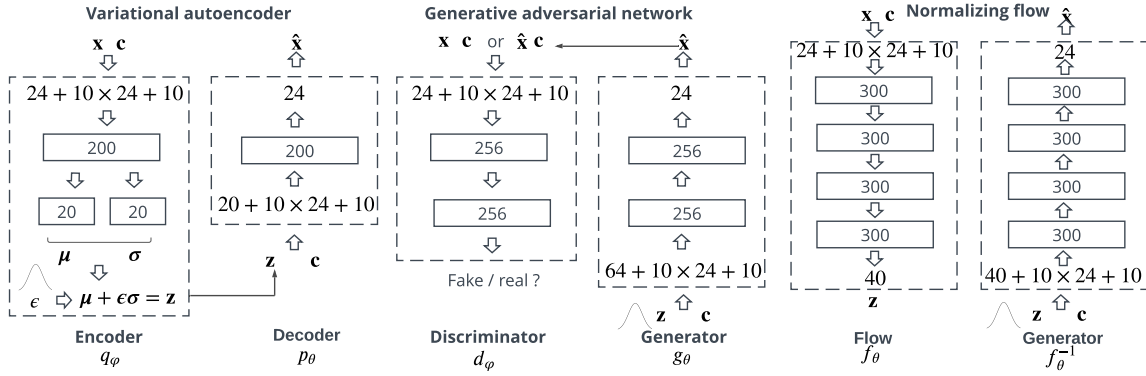 Variational autoencoder
x c
x̂
24 + 10 × 24 + 10
24
200
200
20 20
20 + 10 × 24 + 10
μ σ
z c
ϵ μ + ϵσ = z
Encoder
qφ
Decoder
pθ
Generative adversarial network
x c or x̂ c
x̂
24 + 10 × 24 + 10
24
256
256
256
256
64 + 10 × 24 + 10
Fake / real ?
z c
Discriminator
dφ
Generator
gθ
Normalizing flow
x c
x̂
24 + 10 × 24 + 10
24
300
300
300
300
300
300
300
300
40
40 + 10 × 24 + 10
z
z c
Flow
fθ
Generator
fθ⁻¹